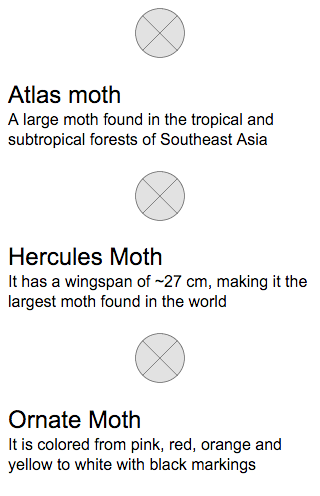 Atlas moth
A large moth found in the tropical and
subtropical forests of Southeast Asia
Hercules Moth
It has a wingspan of ~27 cm, making it the
largest moth found in the world
Ornate Moth
It is colored from pink, red, orange and
yellow to white with black markings